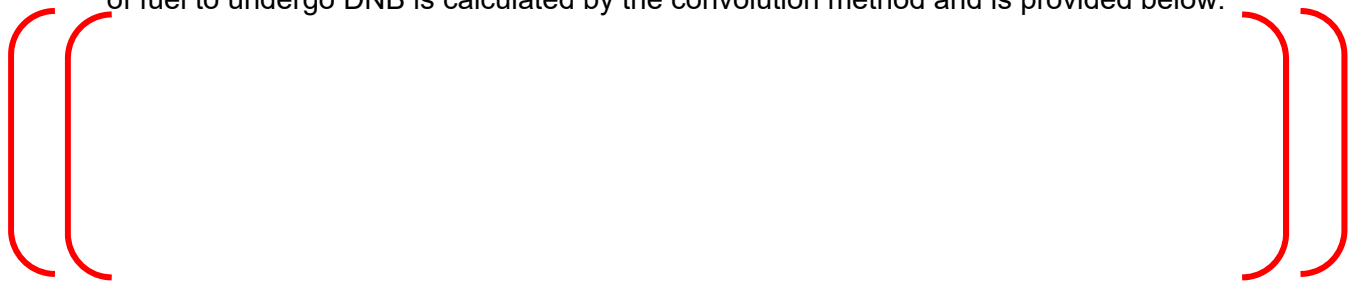 of fuel to undergo DNB is calculated by the convolution method and is provided below.